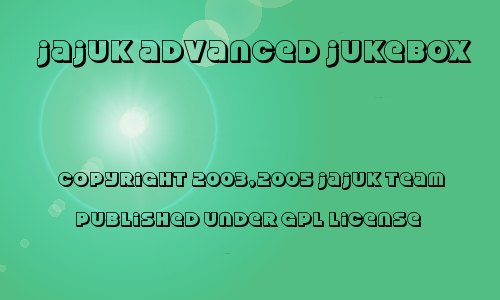 jajuk advanced jukebox
copyright 2003,2005 jajuk team
published under gpl license